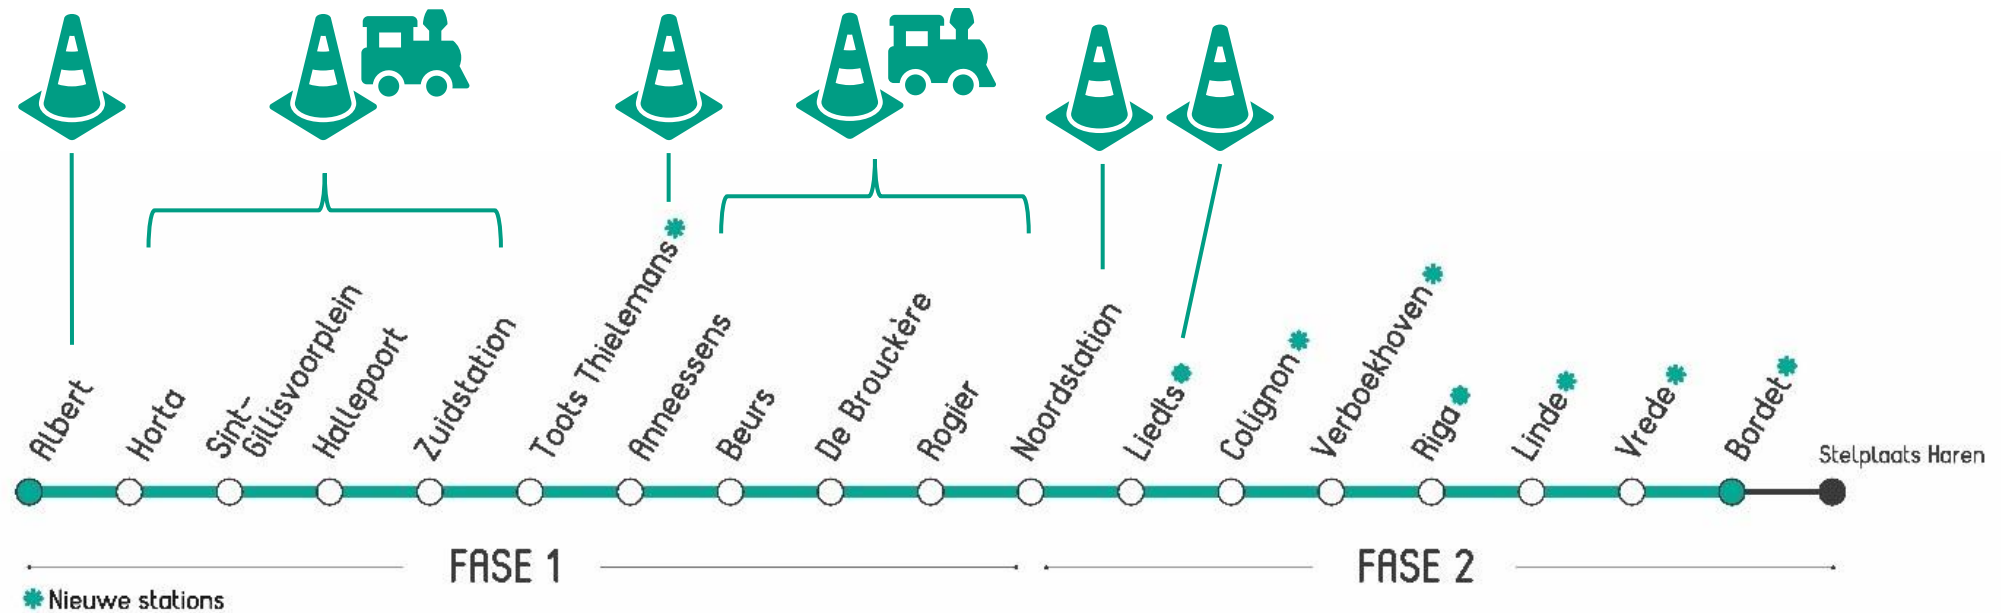 Albert
Horta
Sint-
Gillisvoorplein
Hallepoort
Zuidstation
Toots Thielemans*
Anneessens
Beurs
De Brouckère
Rogier
Noordstation
Liedts*
Colignon*
Verboekhoven*
Riga*
Linde*
Vrede*
Bordet*
Stelplaats Haren
FASE 1
FASE 2
* Nieuwe stations